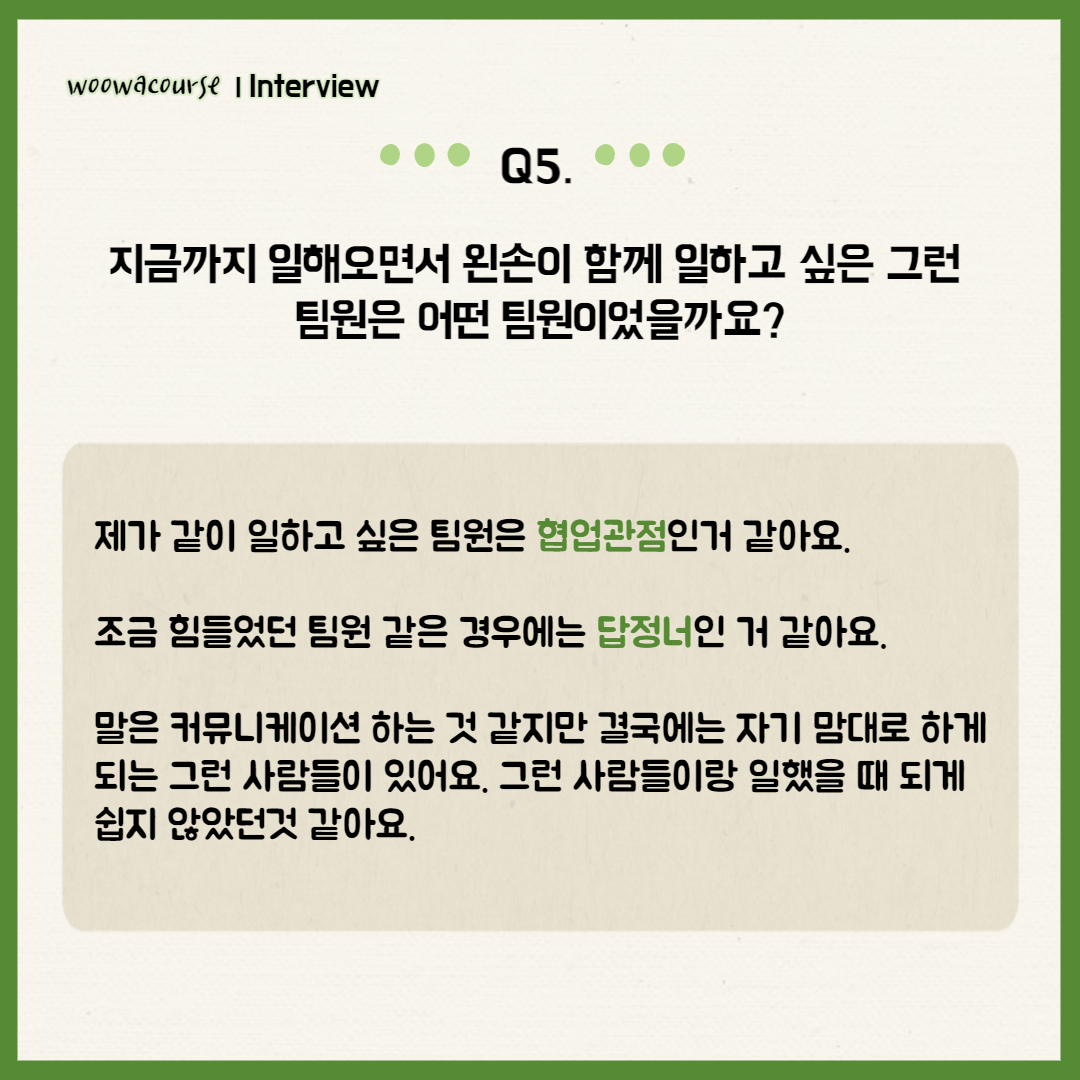 woowacourse | Interview
Q5.
지금까지 일해오면서 왼손이 함께 일하고 싶은 그런
팀원은 어떤 팀원이었을까요?
제가 같이 일하고 싶은 팀원은 협업관점인거 같아요.
조금 힘들었던 팀원 같은 경우에는 답정너인 거 같아요.
말은 커뮤니케이션 하는 것 같지만 결국에는 자기 맘대로 하게
되는 그런 사람들이 있어요. 그런 사람들이랑 일했을 때 되게
쉽지 않았던것 같아요.